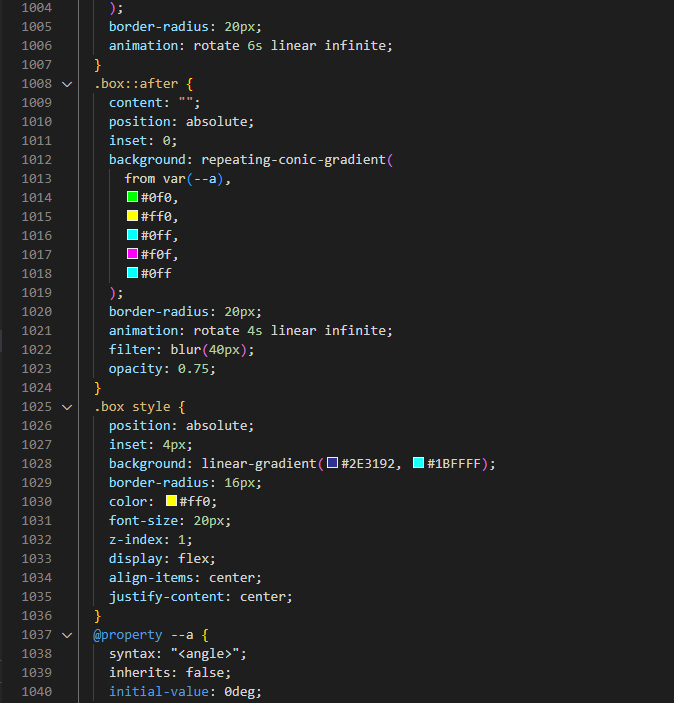 1004 );
1005 border-radius: 20px;
1006 animation: rotate 6s linear infinite;
1007 }
1008 .box::after {
1009 content: "";
1010 position: absolute;
1011 inset: 0;
1012 background: repeating-conic-gradient(
1013 from var(--a),
1014 #0f0,
1015 #ff0,
1016 #0ff,
1017 #f0f,
1018 #0ff
1019 );
1020 border-radius: 20px;
1021 animation: rotate 4s linear infinite;
1022 filter: blur(40px);
1023 opacity: 0.75;
1024 }
1025 .box style {
1026 position: absolute;
1027 inset: 4px;
1028 background: linear-gradient(#2E3192, #1BFFFF);
1029 border-radius: 16px;
1030 color: #ff0;
1031 font-size: 20px;
1032 z-index: 1;
1033 display: flex;
1034 align-items: center;
1035 justify-content: center;
1036 }
1037 @property --a {
1038 syntax: "<angle>";
1039 inherits: false;
1040 initial-value: 0deg;